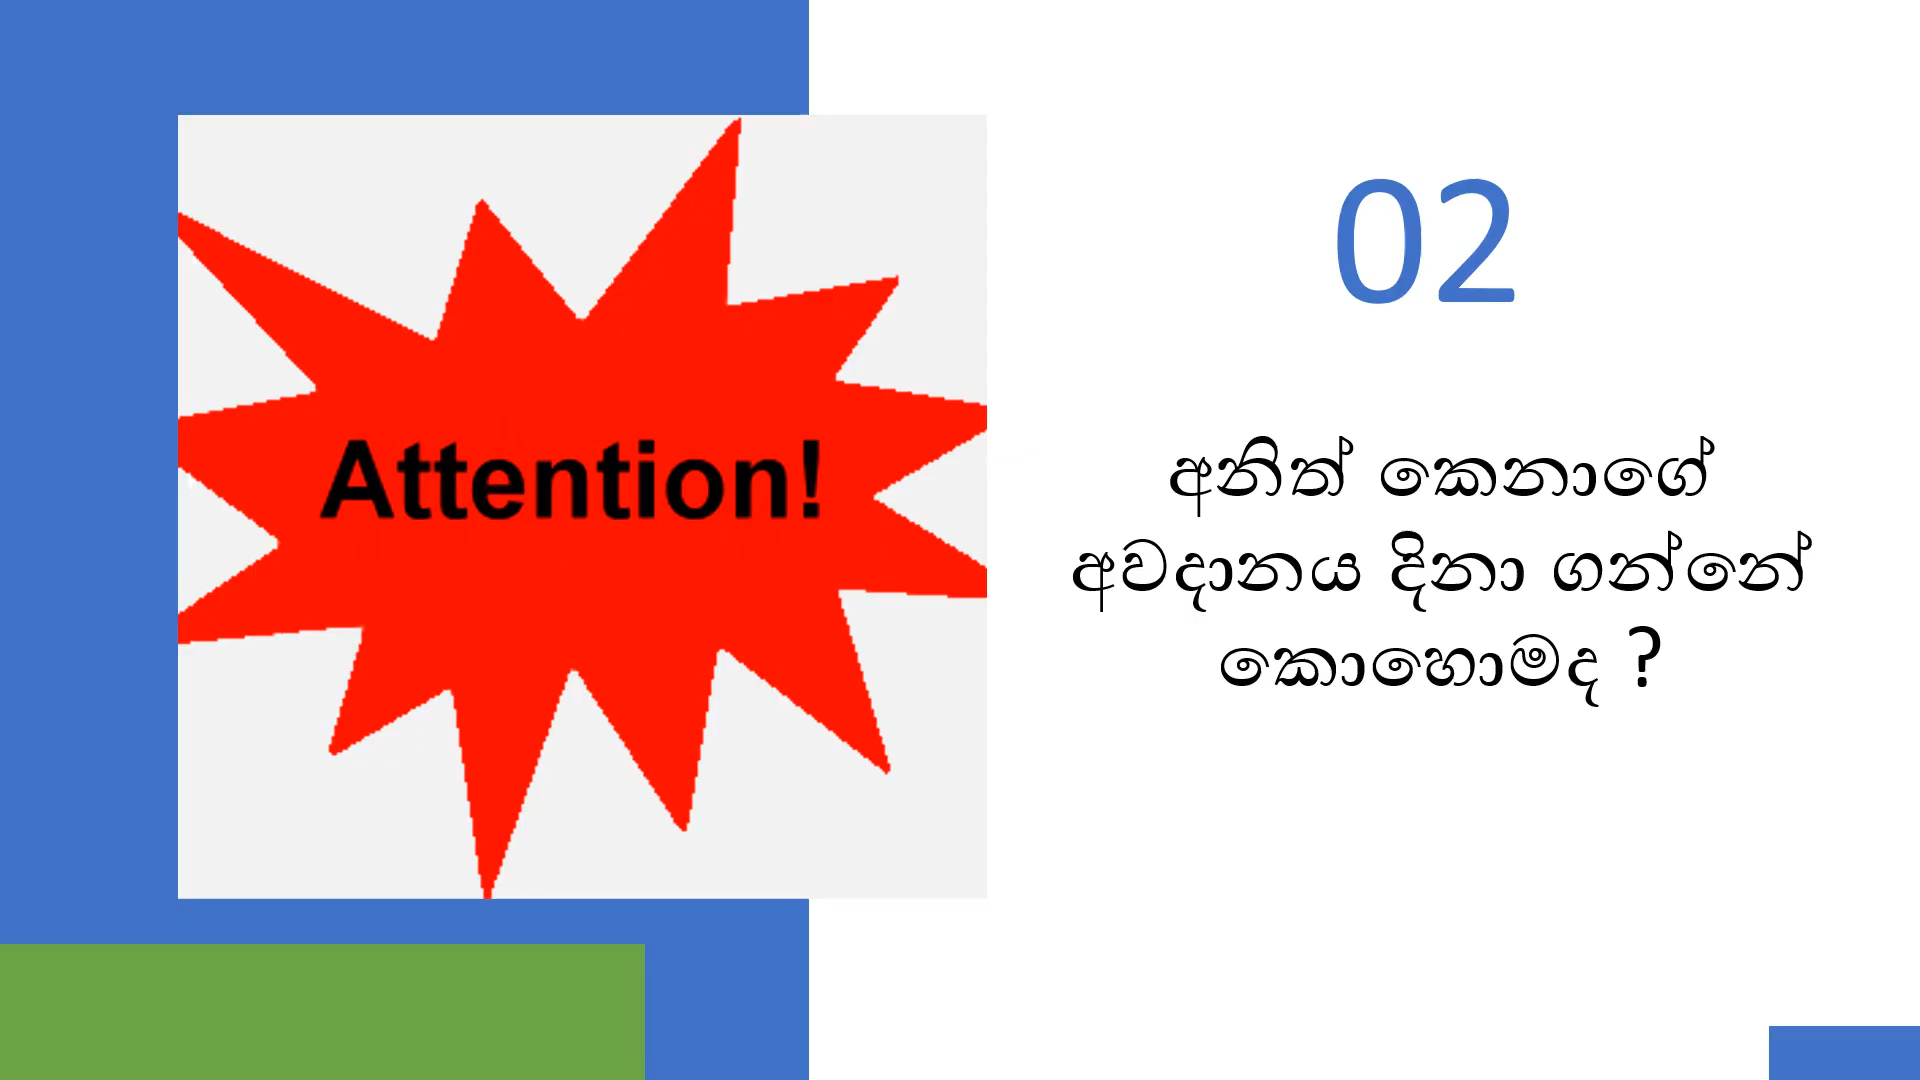 Attention!
02
අනිත් කෙනාගේ
අවදානය දිනා ගන්නේ
කොහොමද ?